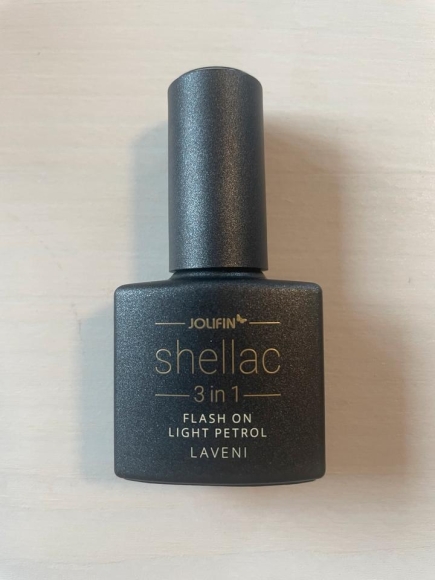 JOLIFIN
shellac
3 in 1
FLASH ON
LIGHT PETROL
LAVENI